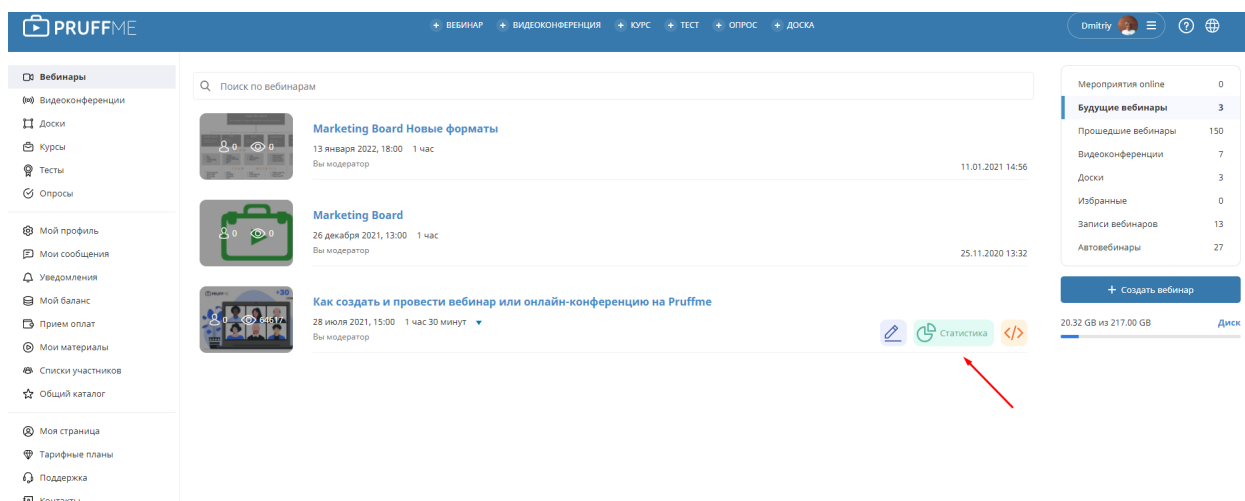 PRUFFME
+ ВЕБИНАР + ВИДЕОКОНФЕРЕНЦИЯ + КУРС + ТЕСТ + ОПРОС + ДОСКА
Dmitriy
Вебинары
Видеоконференции
Доски
Курсы
Тесты
Опросы
Мой профиль
Мои сообщения
Уведомления
Мой баланс
Прием оплат
Мои материалы
Списки участников
Общий каталог
Моя страница
Тарифные планы
Поддержка
Контакты
Поиск по вебинарам
0 0
Marketing Board Новые форматы
13 января 2022, 18:00 1 час
Вы модератор
11.01.2021 14:56
0 0
Marketing Board
26 декабря 2021, 13:00 1 час
Вы модератор
25.11.2020 13:32
+30
0 64617
Как создать и провести вебинар или онлайн-конференцию на Pruffme
28 июля 2021, 15:00 1 час 30 минут
Вы модератор
Статистика </>
Мероприятия online 0
Будущие вебинары 3
Прошедшие вебинары 150
Видеоконференции 7
Доски 3
Избранные 0
Записи вебинаров 13
Автовебинары 27
+ Создать вебинар
20.32 GB из 217.00 GB Диск